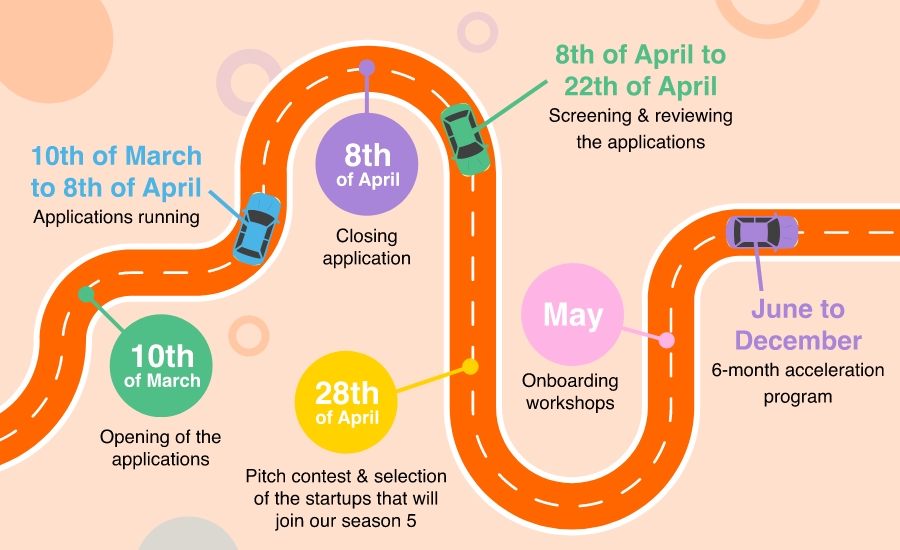 10th
of March
Opening of the
applications
10th of March
to 8th of April
Applications running
8th
of April
Closing
application
8th of April to
22th of April
Screening & reviewing
the applications
28th
of April
Pitch contest & selection
of the startups that will
join our season 5
May
Onboarding
workshops
June to
December
6-month acceleration
program